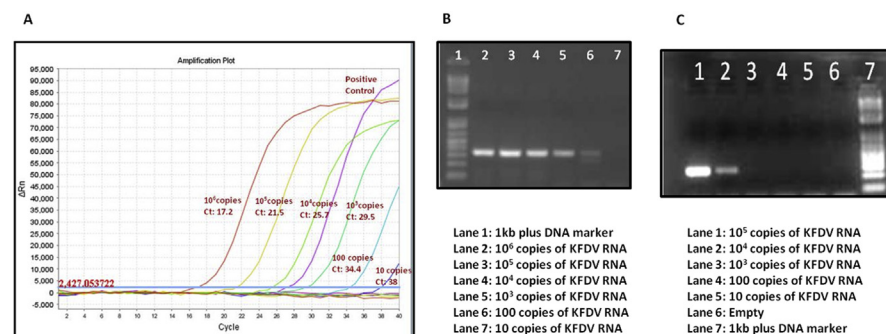 A
B
C
Amplification Plot
95,000
90,000
85,000
80,000
75,000
70,000
65,000
60,000
55,000
50,000
45,000
40,000
35,000
30,000
25,000
20,000
15,000
10,000
5,000
0
-5,000
ΔRn
Positive
Control
10⁵copies
Ct: 21.5
10⁴copies
Ct: 25.7
10³copies
Ct: 29.5
copies
Ct: 17.2
100 copies
Ct: 34.4
10 copies
Ct: 38
2,427.053722
2 4 6 8 10 12 14 16 18 20 22 24 26 28 30 32 34 36 38 40
Cycle
1 2 3 4 5 6 7
Lane 1: 1kb plus DNA marker
Lane 2: 10⁶ copies of KFDV RNA
Lane 3: 10⁵ copies of KFDV RNA
Lane 4: 10⁴ copies of KFDV RNA
Lane 5: 10³ copies of KFDV RNA
Lane 6: 100 copies of KFDV RNA
Lane 7: 10 copies of KFDV RNA
1 2 3 4 5 6 7
Lane 1: 10⁵ copies of KFDV RNA
Lane 2: 10⁴ copies of KFDV RNA
Lane 3: 10³ copies of KFDV RNA
Lane 4: 100 copies of KFDV RNA
Lane 5: 10 copies of KFDV RNA
Lane 6: Empty
Lane 7: 1kb plus DNA marker